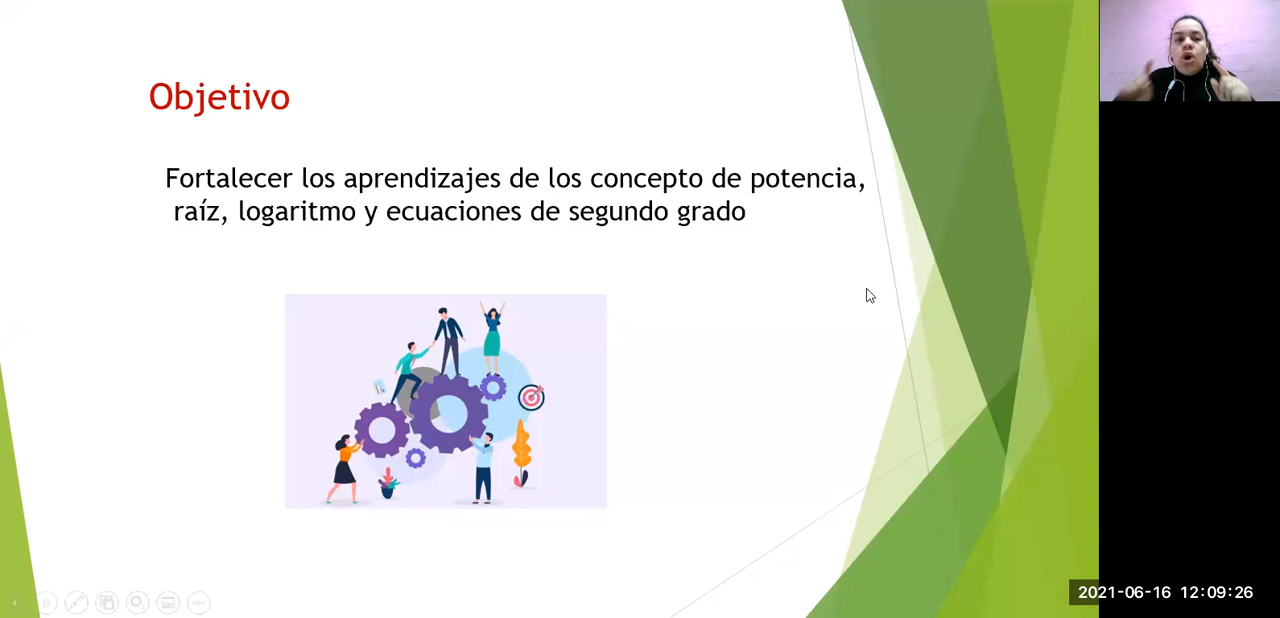 Objetivo
Fortalecer los aprendizajes de los concepto de potencia,
raíz, logaritmo y ecuaciones de segundo grado
2021-06-16 12:09:26